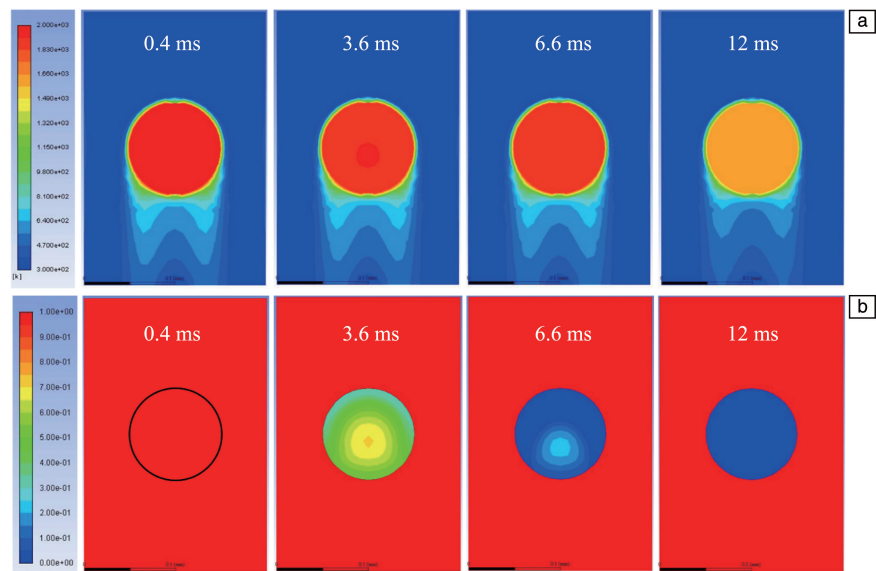 a
2.000e+03
1.830e+03
1.660e+03
1.490e+03
1.320e+03
1.150e+03
9.800e+02
8.100e+02
6.400e+02
4.700e+02
3.000e+02
[k]
0.4 ms
3.6 ms
6.6 ms
12 ms
b
1.00e+00
9.00e-01
8.00e-01
7.00e-01
6.00e-01
5.00e-01
4.00e-01
3.00e-01
2.00e-01
1.00e-01
0.00e+00
0.4 ms
3.6 ms
6.6 ms
12 ms